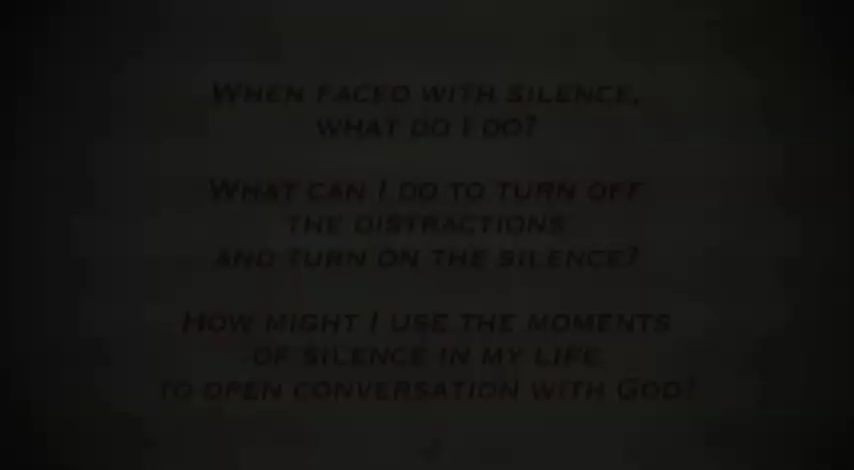 When faced with silence,
what do I do?
What can I do to turn off
the distractions
and turn on the silence?
How might I use the moments
of silence in my life
to open conversation with God?